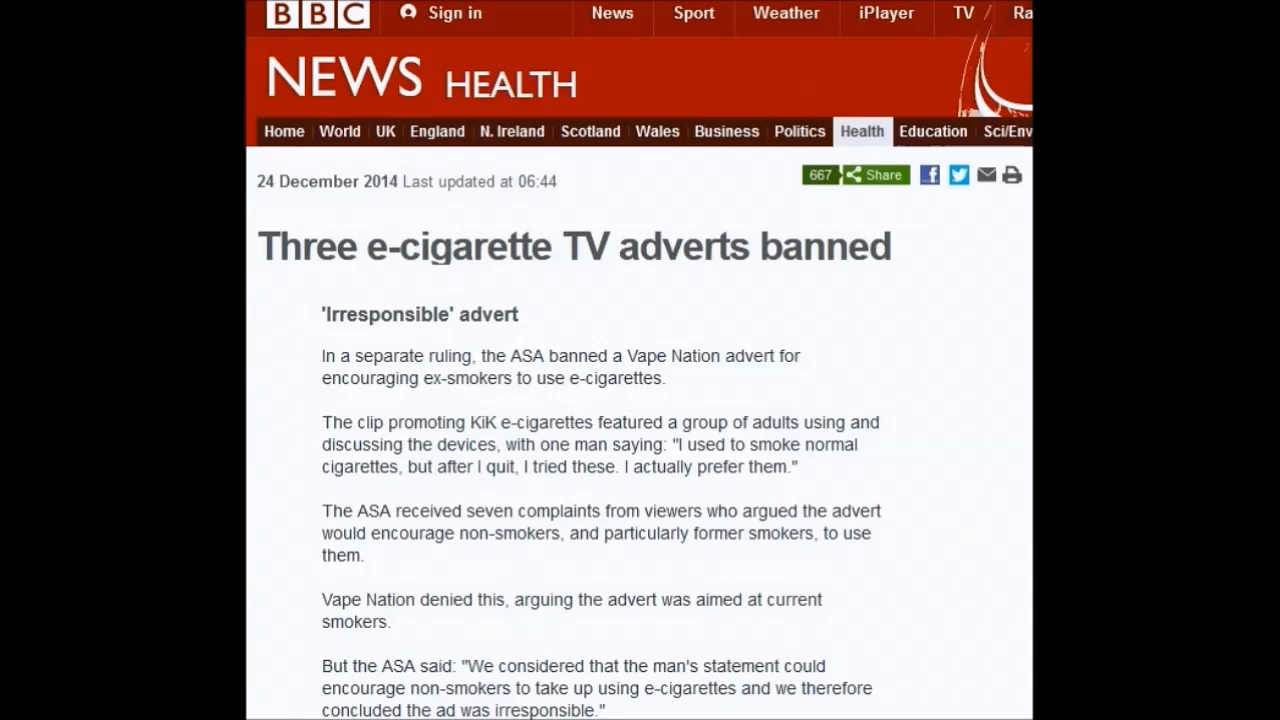 BBC Sign in News Sport Weather iPlayer TV Ra
NEWS HEALTH
Home World UK England N. Ireland Scotland Wales Business Politics Health Education Sci/Env
24 December 2014 Last updated at 06:44
667 Share
Three e-cigarette TV adverts banned
'Irresponsible' advert
In a separate ruling, the ASA banned a Vape Nation advert for
encouraging ex-smokers to use e-cigarettes.
The clip promoting KiK e-cigarettes featured a group of adults using and
discussing the devices, with one man saying: "I used to smoke normal
cigarettes, but after I quit, I tried these. I actually prefer them."
The ASA received seven complaints from viewers who argued the advert
would encourage non-smokers, and particularly former smokers, to use
them.
Vape Nation denied this, arguing the advert was aimed at current
smokers.
But the ASA said: "We considered that the man's statement could
encourage non-smokers to take up using e-cigarettes and we therefore
concluded the ad was irresponsible."